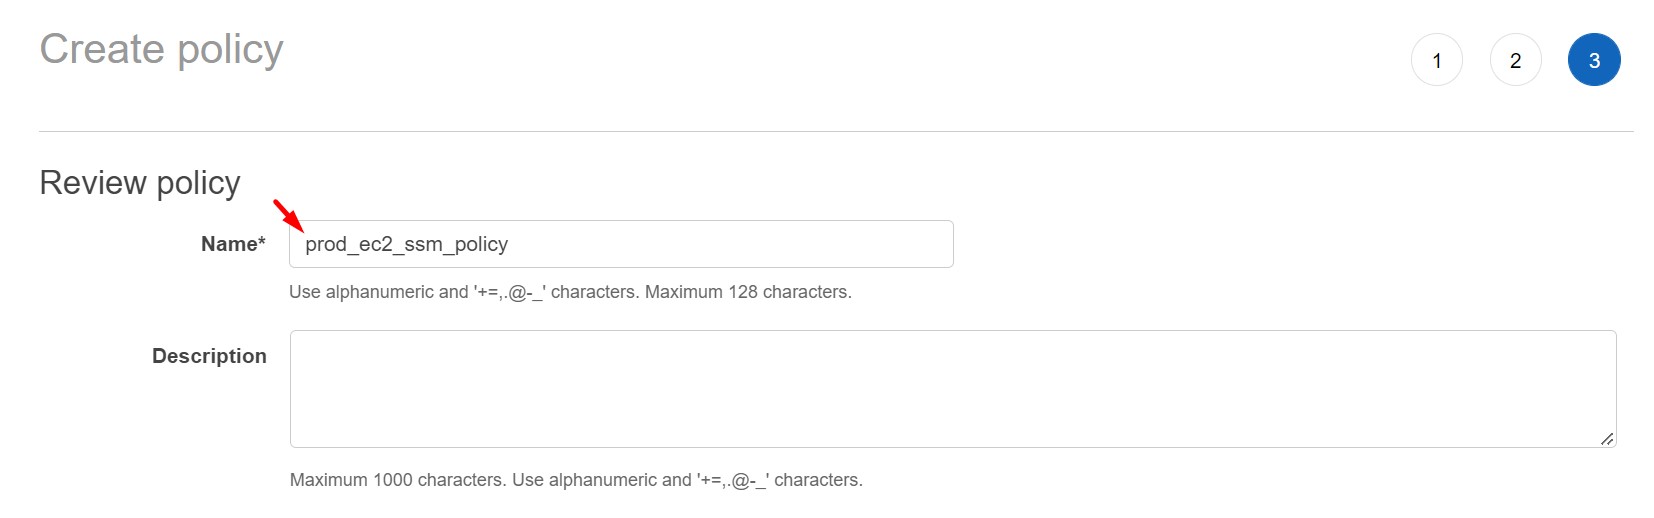 Create policy
1 2 3
Review policy
Name* prod_ec2_ssm_policy
Use alphanumeric and '+=,.@-_' characters. Maximum 128 characters.
Description
Maximum 1000 characters. Use alphanumeric and '+=,.@-_' characters.